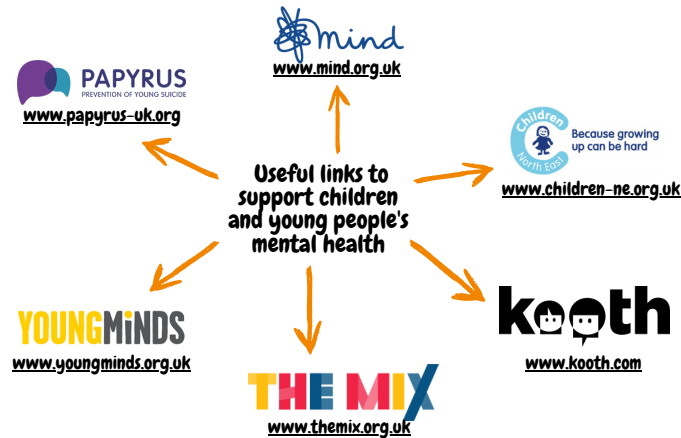 mind
www.mind.org.uk
PAPYRUS
PREVENTION OF YOUNG SUICIDE
www.papyrus-uk.org
Children
North East
Because growing
up can be hard
www.children-ne.org.uk
Useful links to
support children
and young people's
mental health
YOUNGMiNDS
www.youngminds.org.uk
kooth
www.kooth.com
THE MIX
www.themix.org.uk